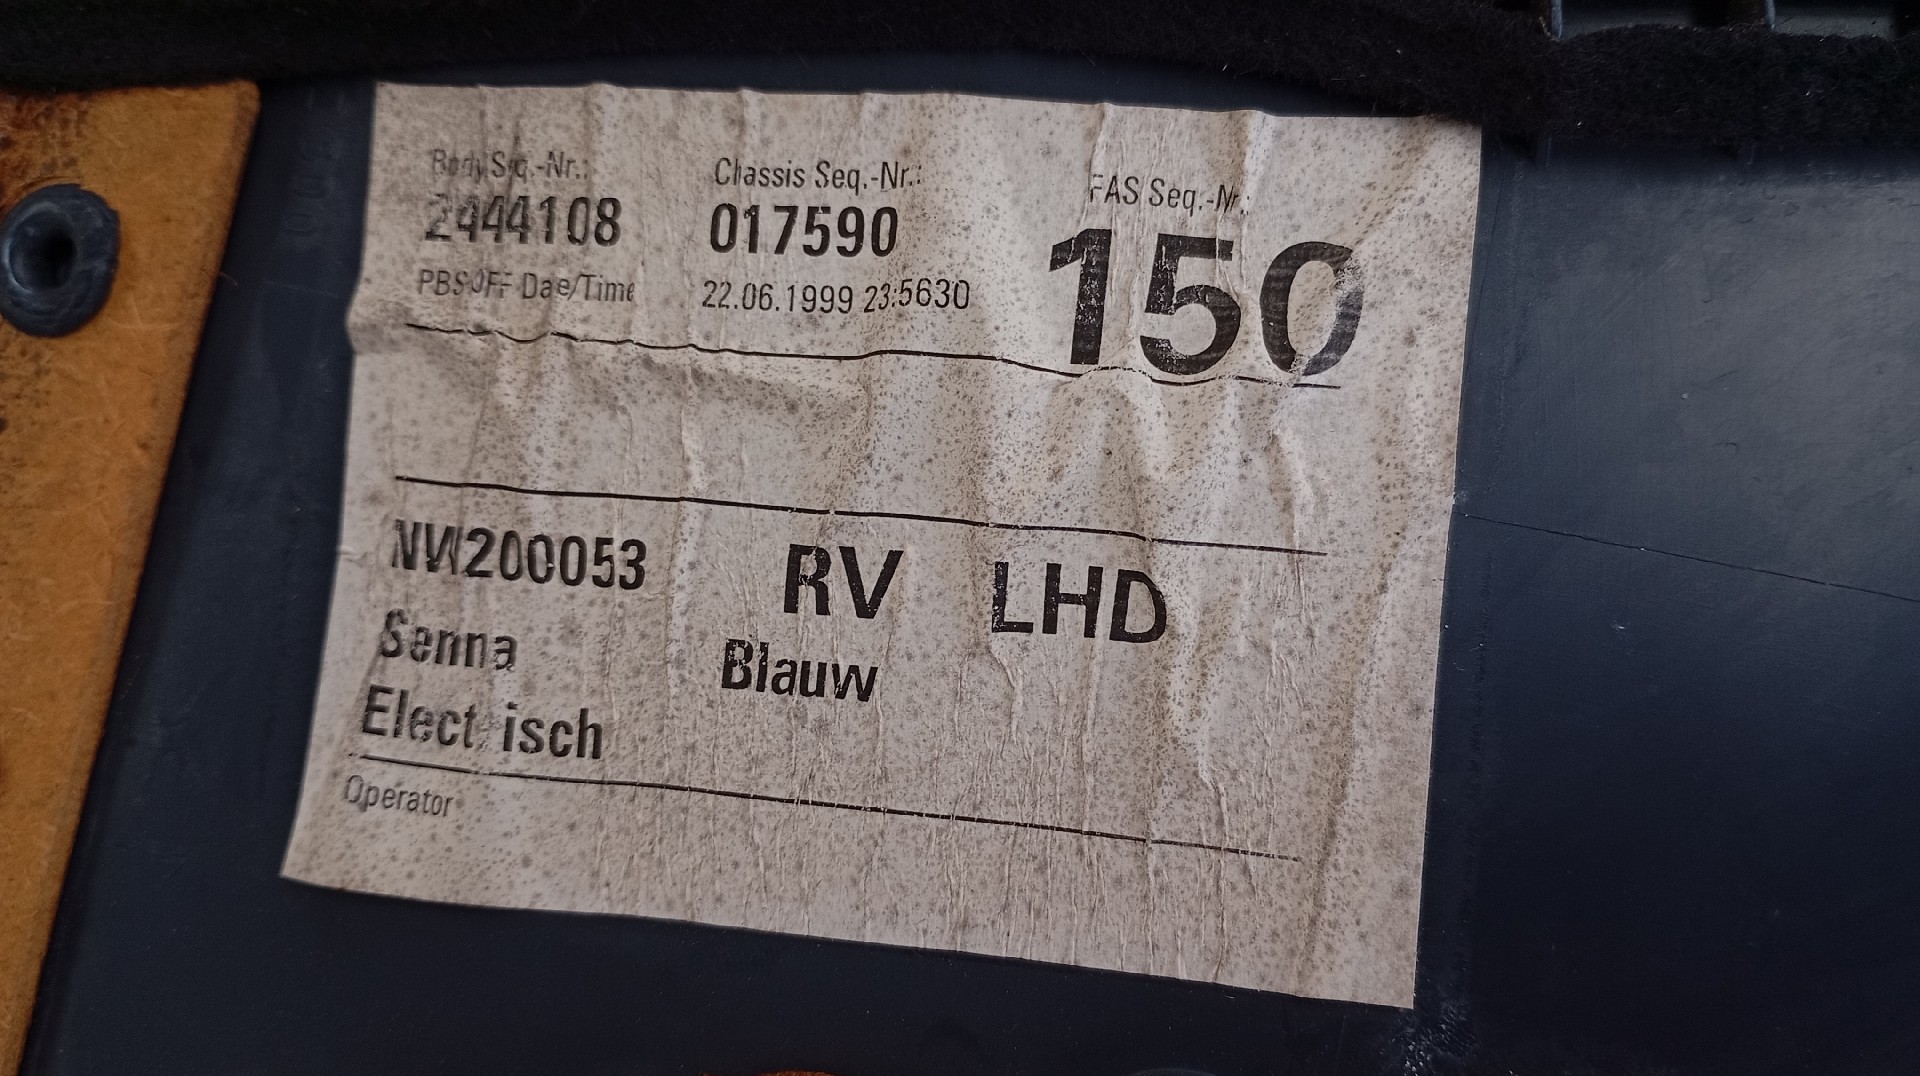 Body Seq.-Nr.: Chassis Seq.-Nr.: FAS Seq.-Nr.:
2444108 017590 150
PBSOFF Dae/Time 22.06.1999 23:5630
NW200053 RV LHD
Senna Blauw
Elect isch
Operator